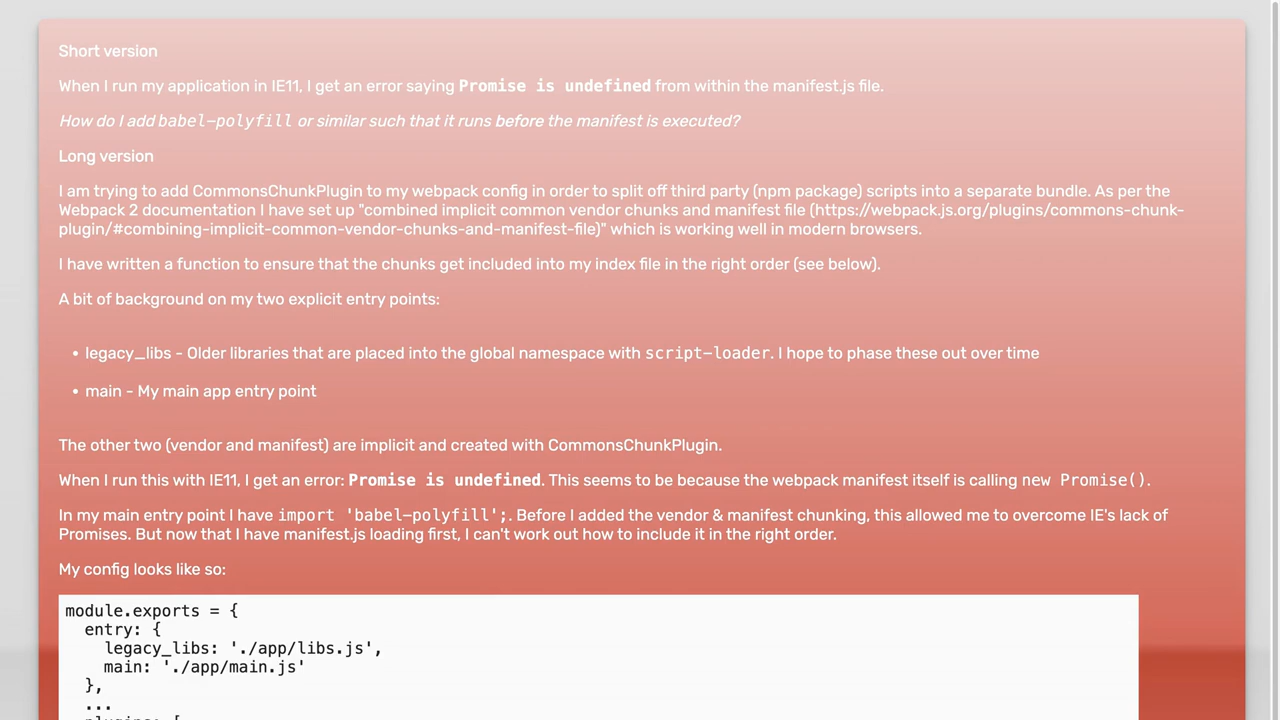 Short version
When I run my application in IE11, I get an error saying Promise is undefined from within the manifest.js file.
How do I add babel-polyfill or similar such that it runs before the manifest is executed?
Long version
I am trying to add CommonsChunkPlugin to my webpack config in order to split off third party (npm package) scripts into a separate bundle. As per the
Webpack 2 documentation I have set up "combined implicit common vendor chunks and manifest file (https://webpack.js.org/plugins/commons-chunk-
plugin/#combining-implicit-common-vendor-chunks-and-manifest-file)" which is working well in modern browsers.
I have written a function to ensure that the chunks get included into my index file in the right order (see below).
A bit of background on my two explicit entry points:
• legacy_libs - Older libraries that are placed into the global namespace with script-loader. I hope to phase these out over time
• main - My main app entry point
The other two (vendor and manifest) are implicit and created with CommonsChunkPlugin.
When I run this with IE11, I get an error: Promise is undefined. This seems to be because the webpack manifest itself is calling new Promise().
In my main entry point I have import 'babel-polyfill';. Before I added the vendor & manifest chunking, this allowed me to overcome IE's lack of
Promises. But now that I have manifest.js loading first, I can't work out how to include it in the right order.
My config looks like so:
module.exports = {
  entry: {
    legacy_libs: './app/libs.js',
    main: './app/main.js'
  },
  ...
  plugins: [